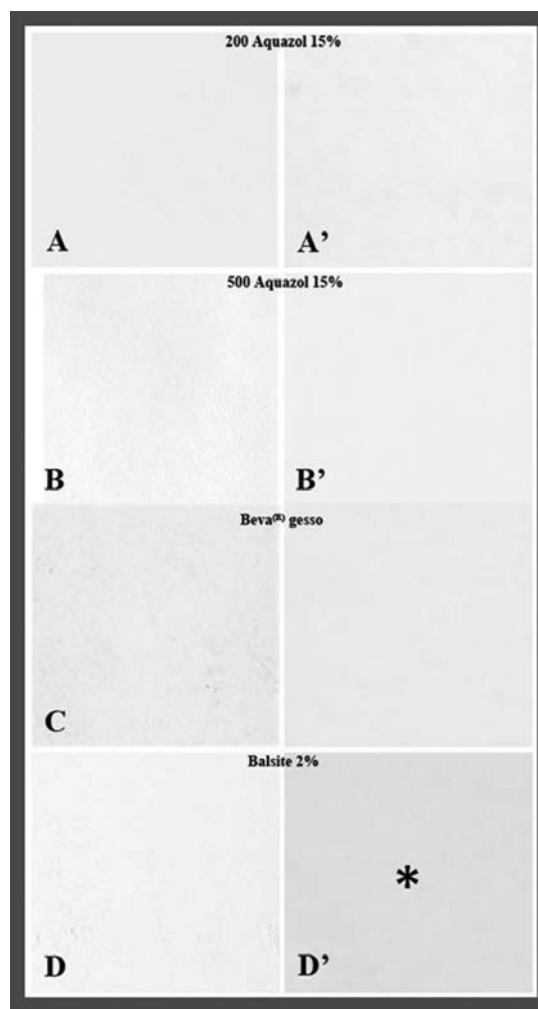 200 Aquazol 15%
A A’
500 Aquazol 15%
B B’
Beva(R) gesso
C
Balsite 2%
*
D D’